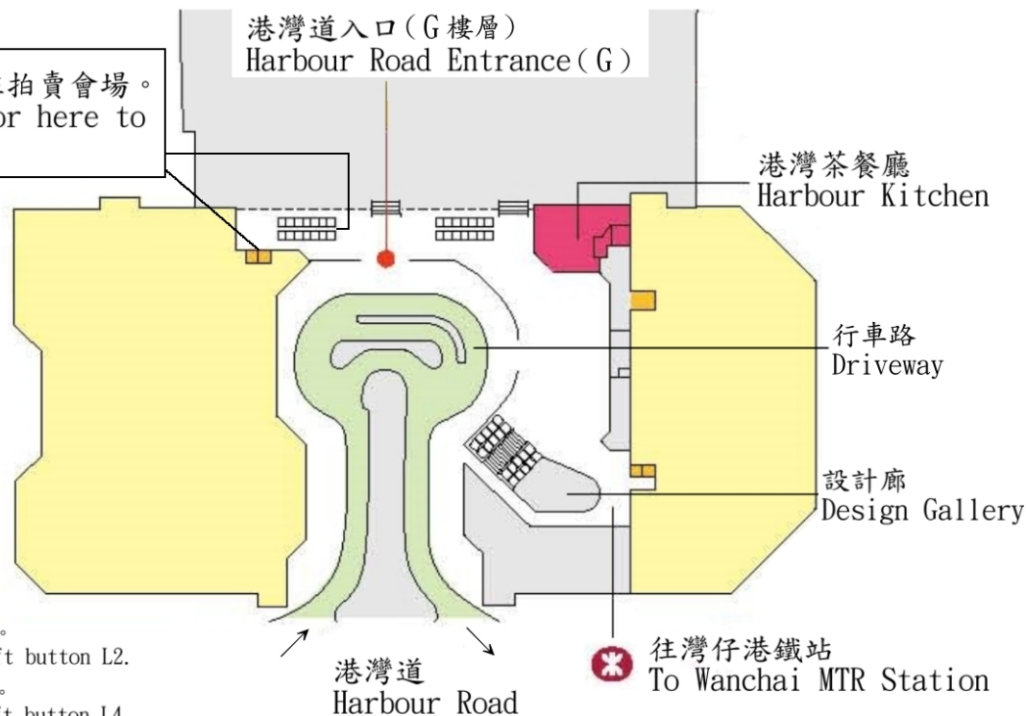 港灣道入口(G樓層)
Harbour Road Entrance(G)
拍賣會場。
or here to
港灣茶餐廳
Harbour Kitchen
行車路
Driveway
設計廊
Design Gallery
。
button L2.
往灣仔港鐵站
To Wanchai MTR Station
港灣道
Harbour Road
。
button L4